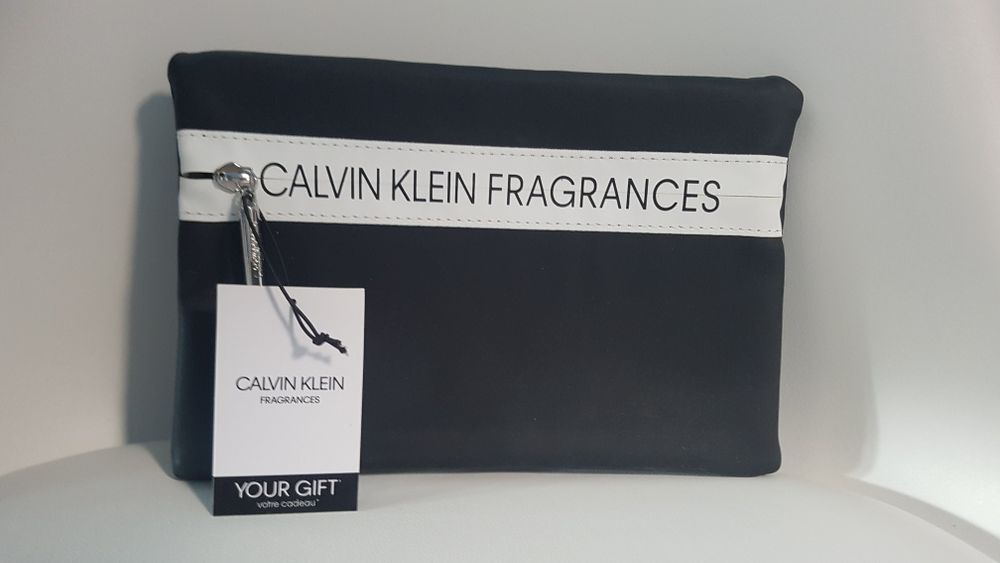 CALVIN KLEIN FRAGRANCES
CALVIN KLEIN
FRAGRANCES
YOUR GIFT*
votre cadeau*